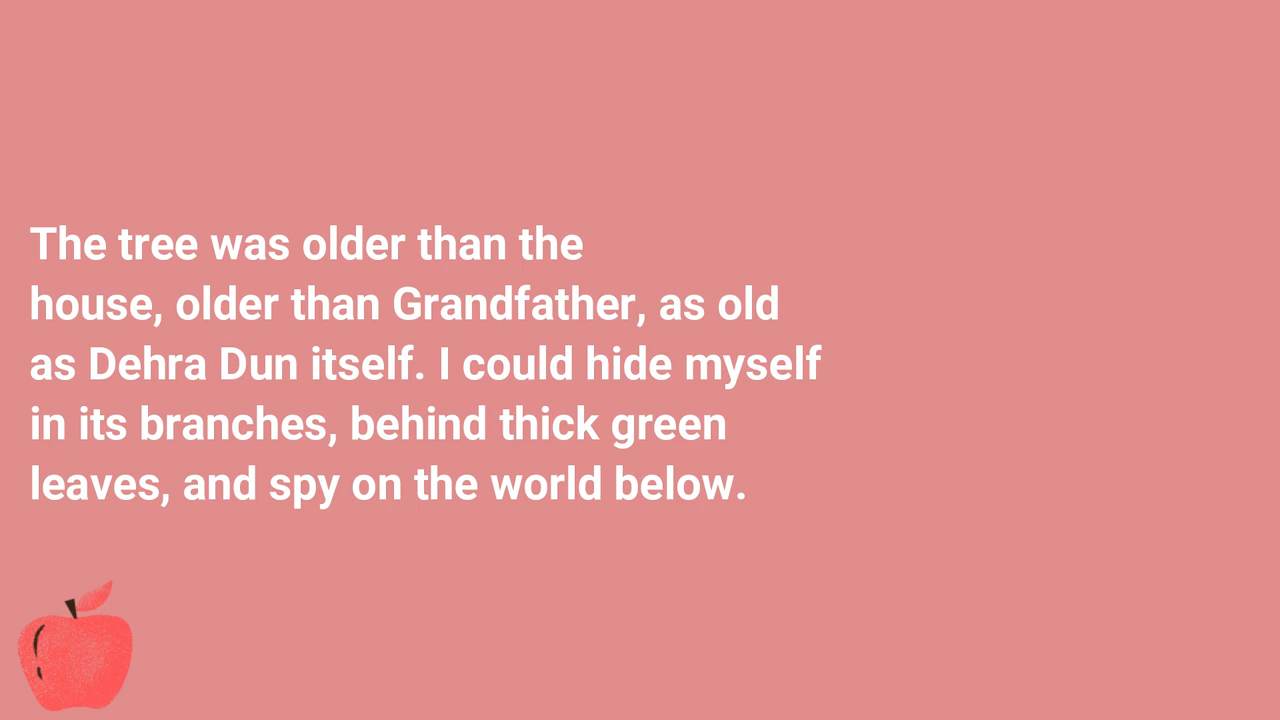 The tree was older than the
house, older than Grandfather, as old
as Dehra Dun itself. I could hide myself
in its branches, behind thick green
leaves, and spy on the world below.